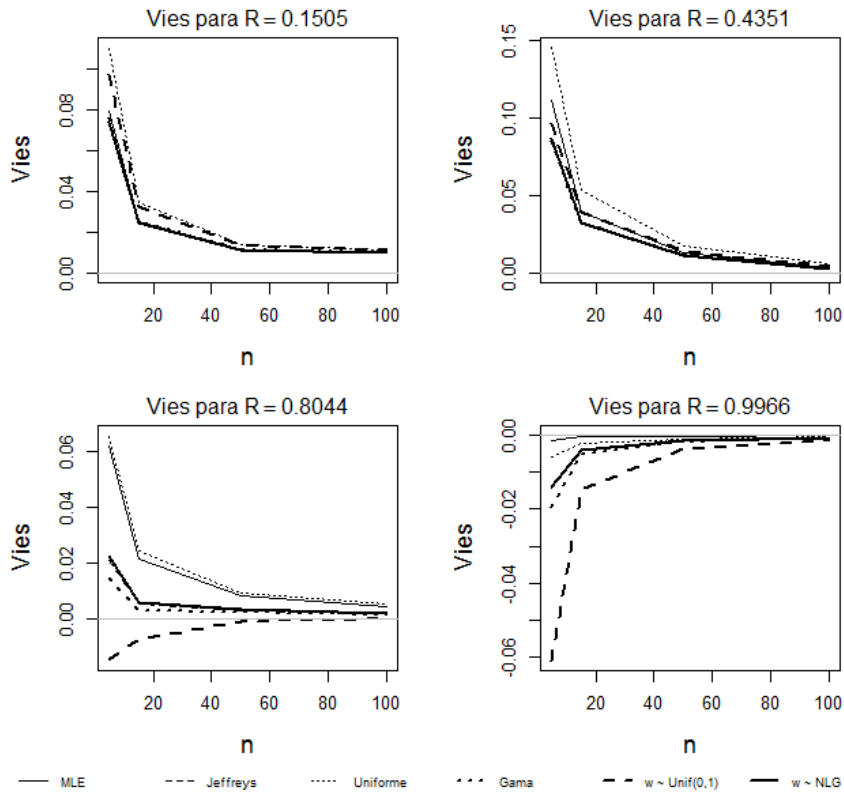 Vies para R = 0.1505
Vies
0.00
0.04
0.08
20
40
60
80
100
n
Vies para R = 0.4351
Vies
0.00
0.05
0.10
0.15
20
40
60
80
100
n
Vies para R = 0.8044
Vies
0.00
0.02
0.04
0.06
20
40
60
80
100
n
Vies para R = 0.9966
Vies
-0.06
-0.04
-0.02
0.00
20
40
60
80
100
n
MLE
Jeffreys
Uniforme
Gama
w ~ Unif(0,1)
w ~ NLG